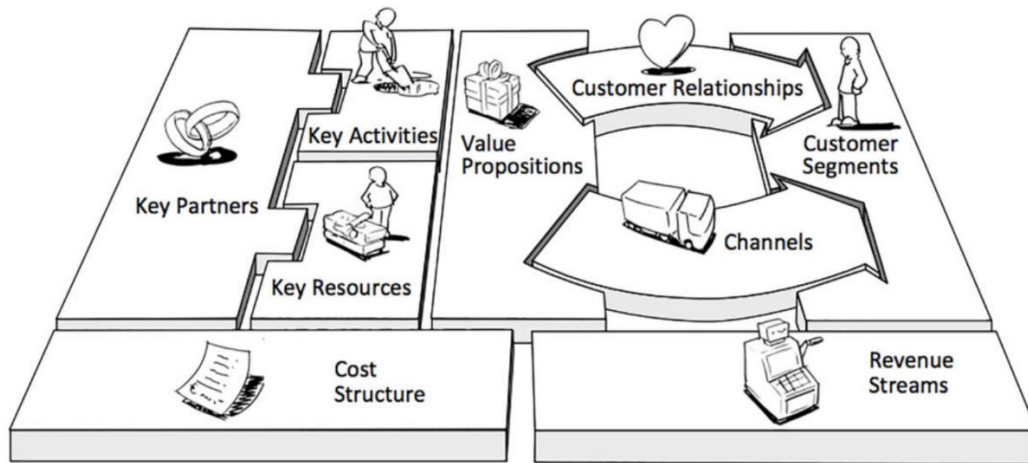 Customer Relationships
Key Activities
Value
Propositions
Customer
Segments
Key Partners
Channels
Key Resources
Cost
Structure
Revenue
Streams